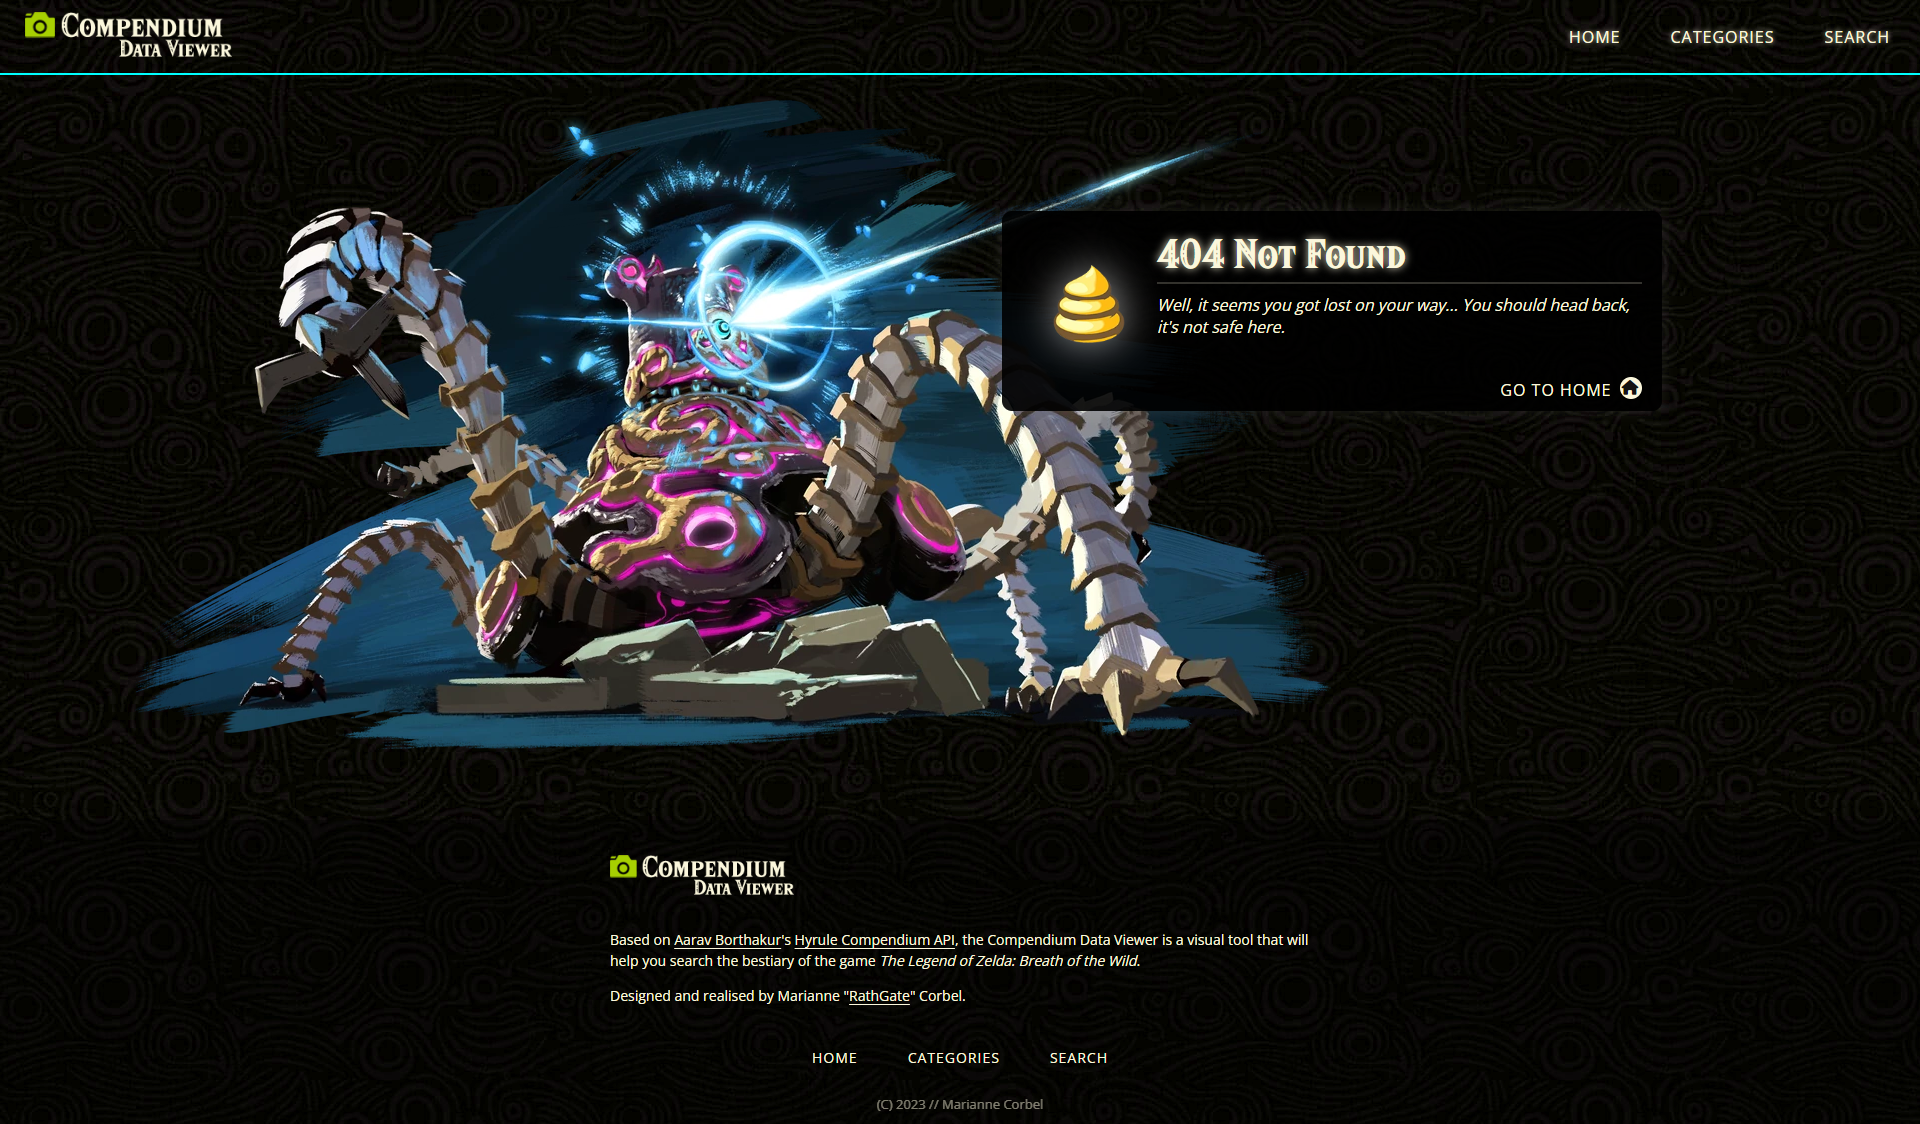 Compendium
Data Viewer
HOME
CATEGORIES
SEARCH
404 Not Found
Well, it seems you got lost on your way... You should head back,
it's not safe here.
GO TO HOME
Compendium
Data Viewer
Based on Aarav Borthakur's Hyrule Compendium API, the Compendium Data Viewer is a visual tool that will
help you search the bestiary of the game The Legend of Zelda: Breath of the Wild.
Designed and realised by Marianne "RathGate" Corbel.
HOME
CATEGORIES
SEARCH
(C) 2023 // Marianne Corbel